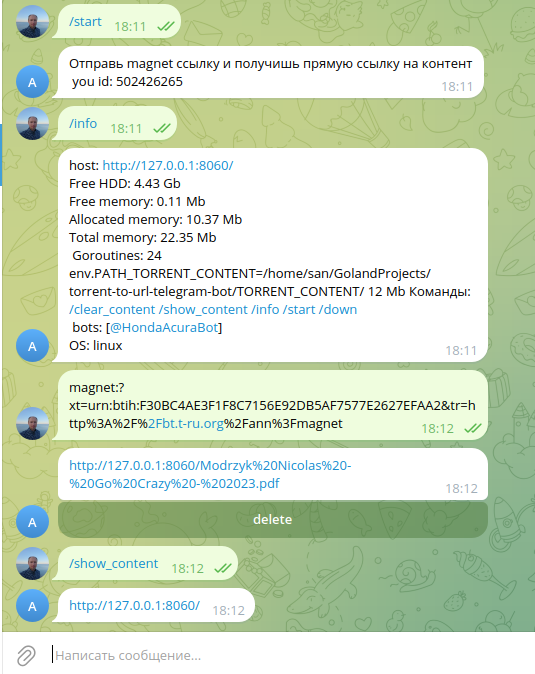 /start
18:11
Отправь magnet ссылку и получишь прямую ссылку на контент
you id: 502426265
18:11
A
/info
18:11
host: http://127.0.0.1:8060/
Free HDD: 4.43 Gb
Free memory: 0.11 Mb
Allocated memory: 10.37 Mb
Total memory: 22.35 Mb
Goroutines: 24
env.PATH_TORRENT_CONTENT=/home/san/GolandProjects/
torrent-to-url-telegram-bot/TORRENT_CONTENT/ 12 Mb Команды:
/clear_content /show_content /info /start /down
bots: [@HondaAcuraBot]
OS: linux
18:11
A
magnet:?
xt=urn:btih:F30BC4AE3F1F8C7156E92DB5AF7577E2627EFAA2&tr=h
ttp%3A%2F%2Fbt.t-ru.org%2Fann%3Fmagnet
18:12
http://127.0.0.1:8060/Modrzyk%20Nicolas%20-
%20Go%20Crazy%20-%202023.pdf
18:12
A
delete
/show_content
18:12
A
http://127.0.0.1:8060/
18:12
Написать сообщение...